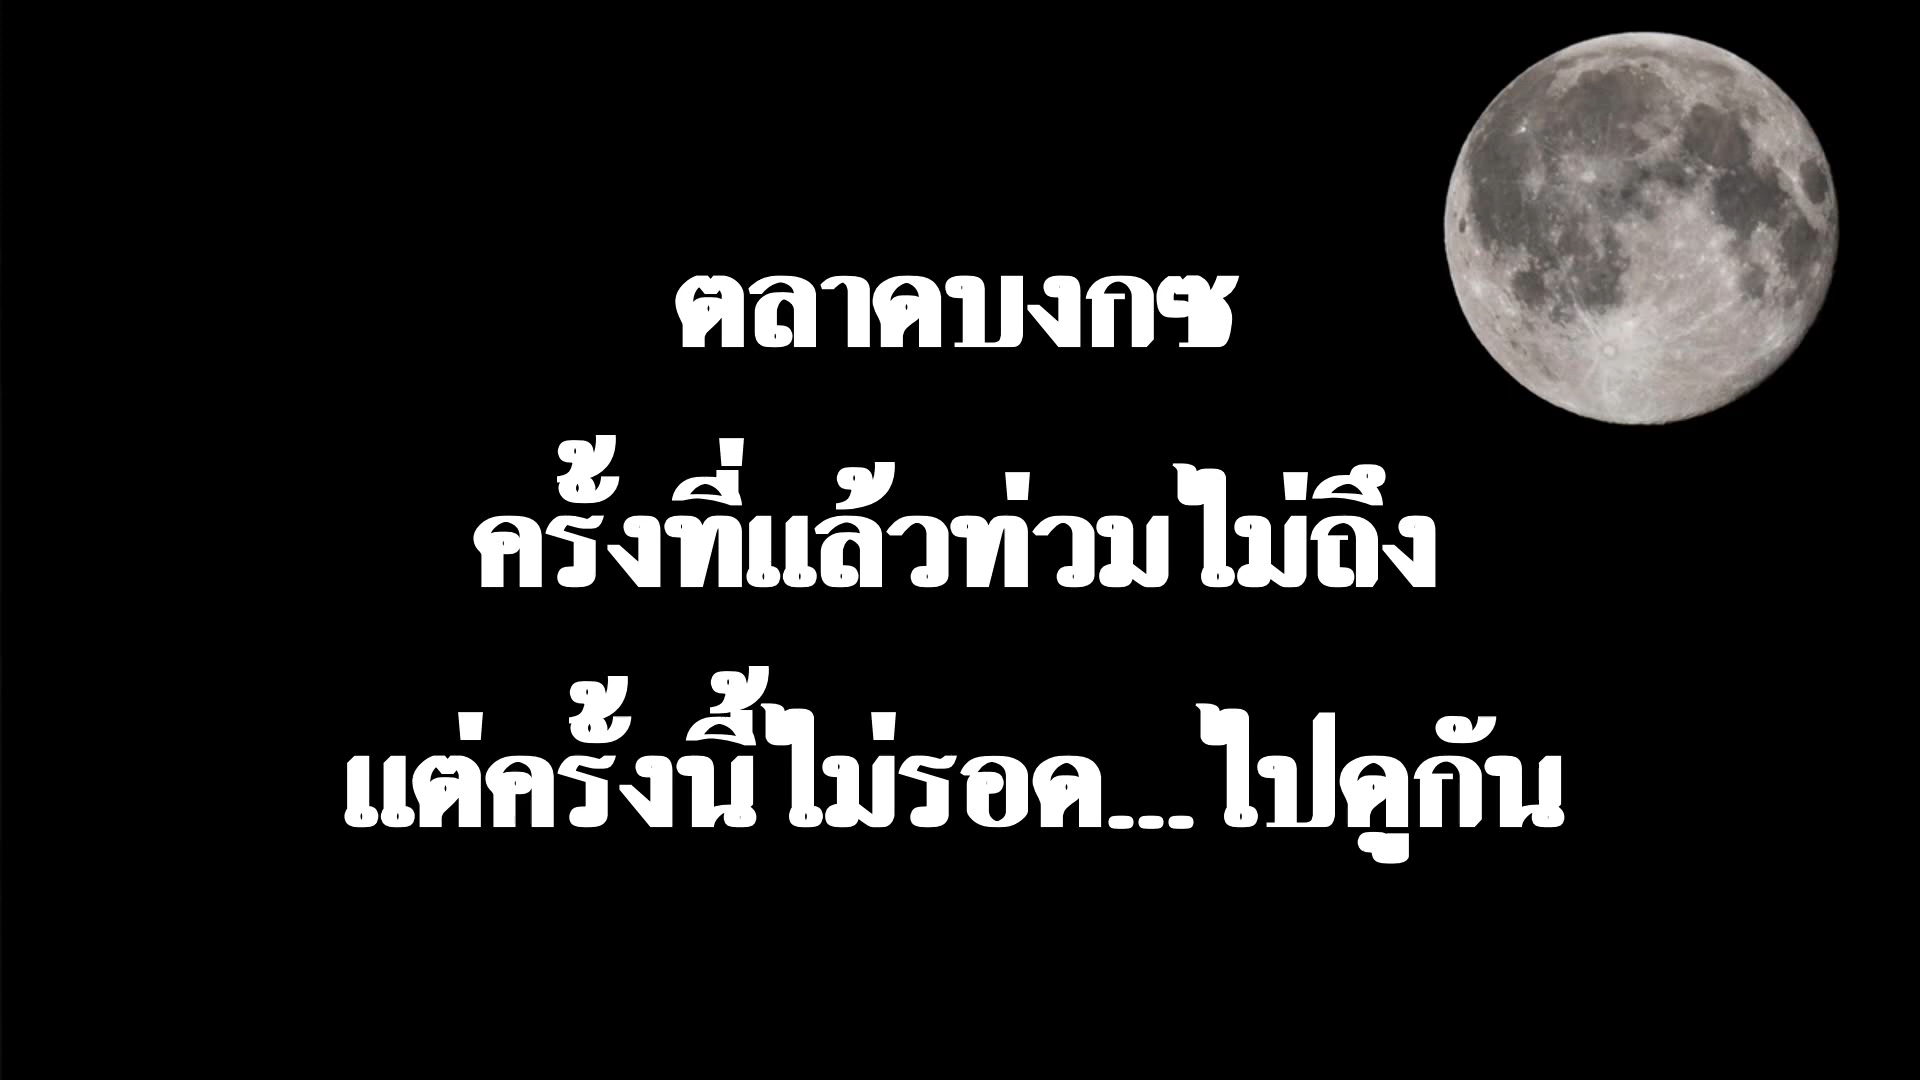 ตลาดบงกช
ครั้งที่แล้วท่วมไม่ถึง
แต่ครั้งนี้ไม่รอด...ไปดูกัน